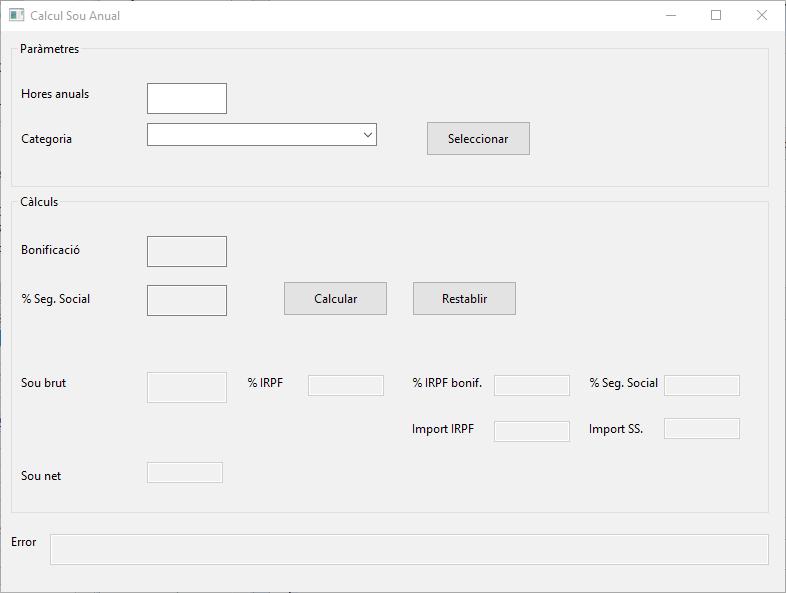 Calcul Sou Anual
Paràmetres
Hores anuals
Categoria
Seleccionar
Càlculs
Bonificació
% Seg. Social
Calcular
Restablir
Sou brut
% IRPF
% IRPF bonif.
% Seg. Social
Import IRPF
Import SS.
Sou net
Error